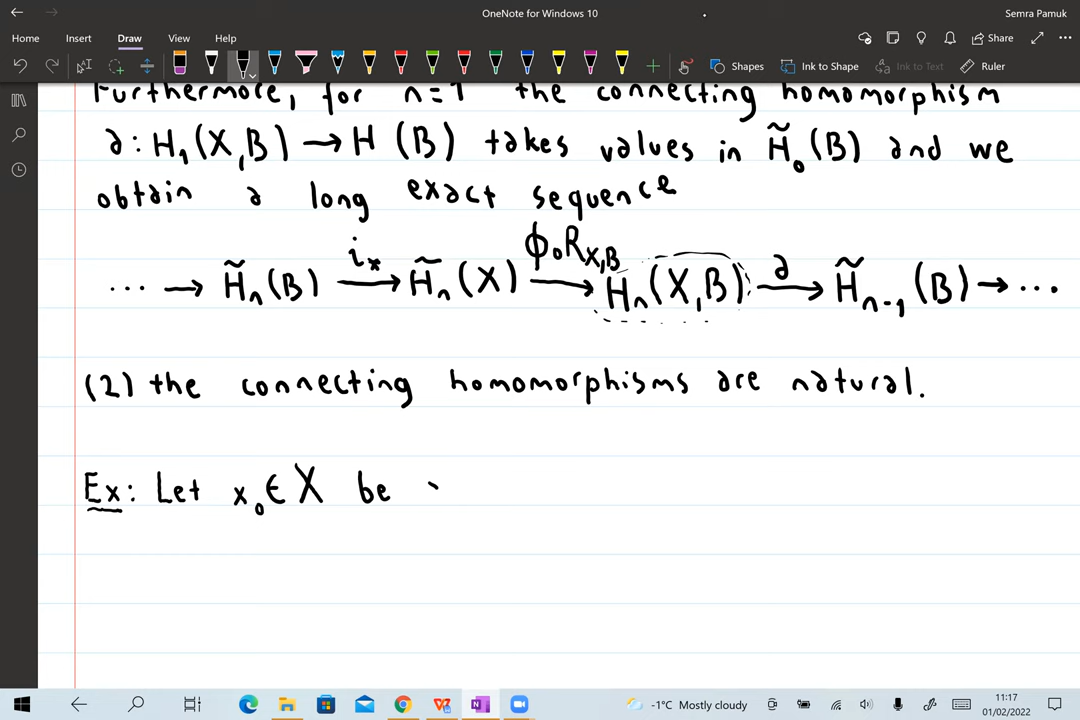 OneNote for Windows 10
Semra Pamuk
Home Insert Draw View Help
Share
Shapes Ink to Shape Ink to Text Ruler
Furthermore, for n=1 the connecting homomorphism
∂: H₁(X,B) → H (B) takes values in H̃₀(B) and we
obtain a long exact sequence
··· → H̃ₙ(B) —i_*→ H̃ₙ(X) —ϕ∘R_{X,B}→ Hₙ(X,B) —∂→ H̃ₙ₋₁(B) → ···
(2) the connecting homomorphisms are natural.
Ex: Let x₀ ∈ X be
-1°C Mostly cloudy
11:17
01/02/2022